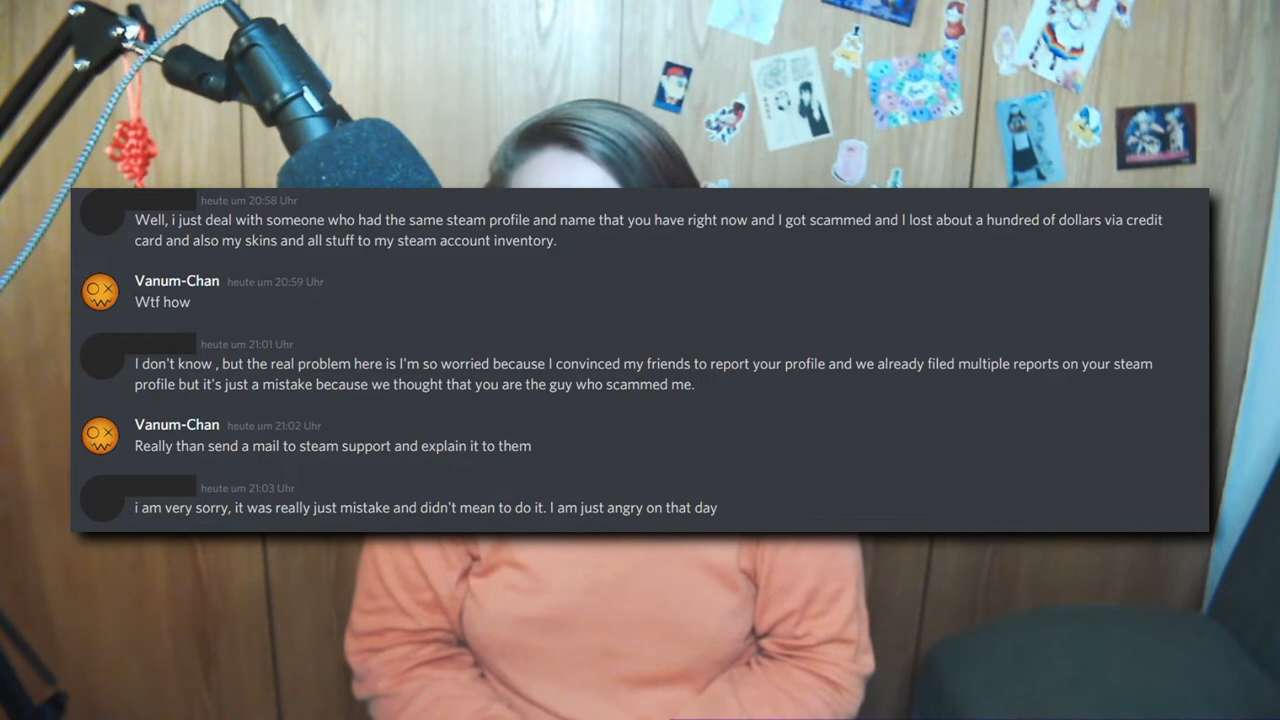 heute um 20:58 Uhr
Well, i just deal with someone who had the same steam profile and name that you have right now and I got scammed and I lost about a hundred of dollars via credit
card and also my skins and all stuff to my steam account inventory.
Vanum-Chan heute um 20:59 Uhr
Wtf how
heute um 21:01 Uhr
I don't know , but the real problem here is I'm so worried because I convinced my friends to report your profile and we already filed multiple reports on your steam
profile but it's just a mistake because we thought that you are the guy who scammed me.
Vanum-Chan heute um 21:02 Uhr
Really than send a mail to steam support and explain it to them
heute um 21:03 Uhr
i am very sorry, it was really just mistake and didn't mean to do it. I am just angry on that day